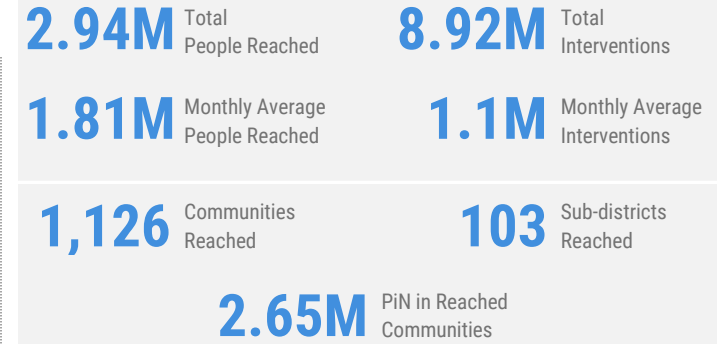 2.94M Total
People Reached
8.92M Total
Interventions
1.81M Monthly Average
People Reached
1.1M Monthly Average
Interventions
1,126 Communities
Reached
103 Sub-districts
Reached
2.65M PiN in Reached
Communities